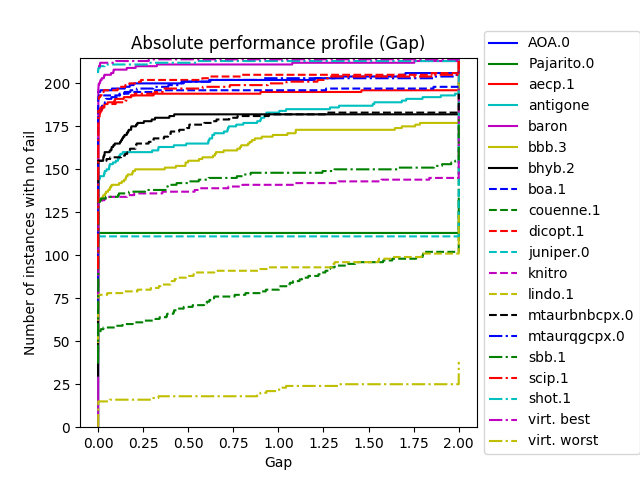 Absolute performance profile (Gap)
Number of instances with no fail
200
175
150
125
100
75
50
25
0
0.00 0.25 0.50 0.75 1.00 1.25 1.50 1.75 2.00
Gap
AOA.0
Pajarito.0
aecp.1
antigone
baron
bbb.3
bhyb.2
boa.1
couenne.1
dicopt.1
juniper.0
knitro
lindo.1
mtaurbnbcpx.0
mtaurqgcpx.0
sbb.1
scip.1
shot.1
virt. best
virt. worst